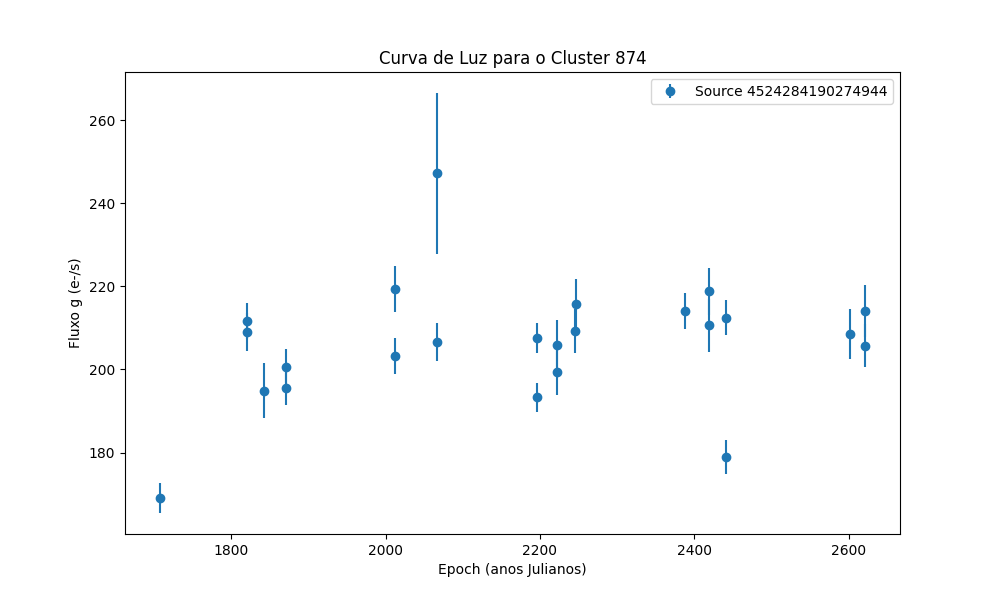 Curva de Luz para o Cluster 874
Source 4524284190274944
260
240
220
200
180
Fluxo g (e-/s)
1800
2000
2200
2400
2600
Epoch (anos Julianos)